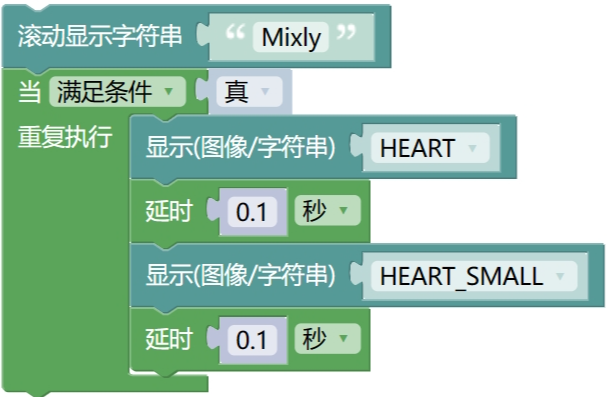 滚动显示字符串 “ Mixly ”
当 满足条件 真
重复执行
显示(图像/字符串) HEART
延时 0.1 秒
显示(图像/字符串) HEART_SMALL
延时 0.1 秒